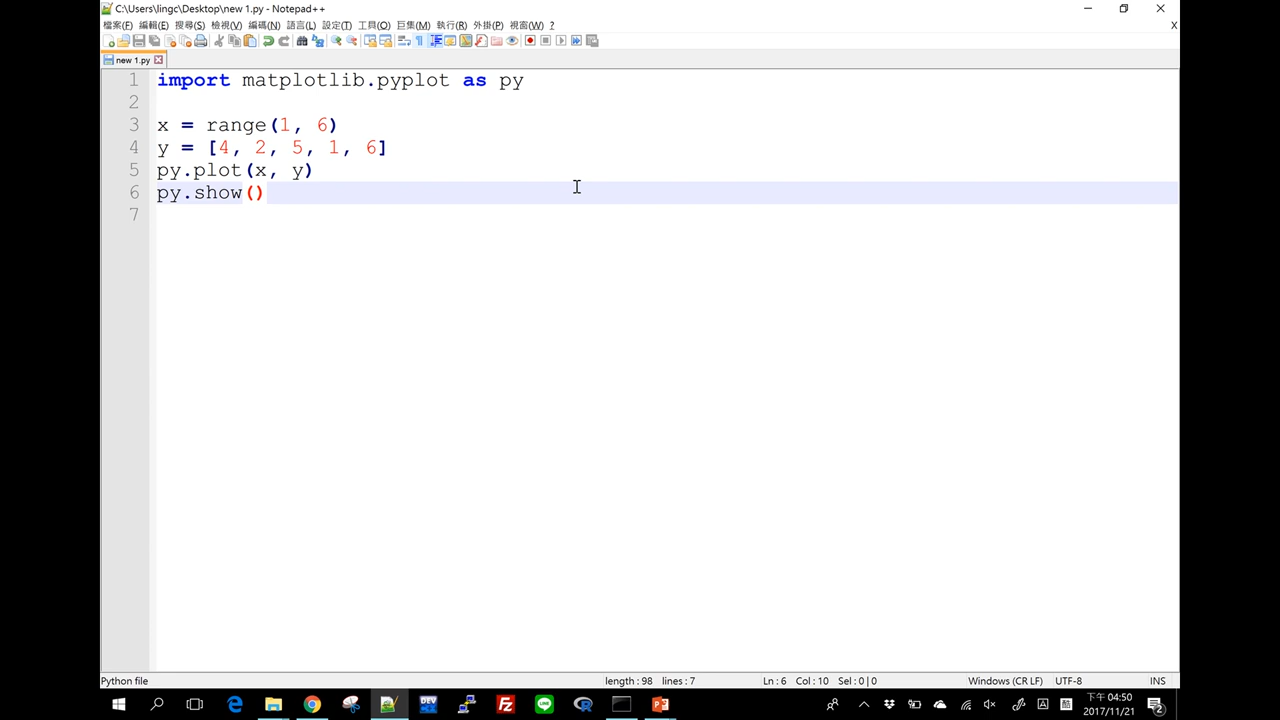 C:\Users\lingc\Desktop\new 1.py - Notepad++
檔案(F) 編輯(E) 搜尋(S) 檢視(V) 編碼(N) 語言(L) 設定(T) 工具(O) 巨集(M) 執行(R) 外掛(P) 視窗(W) ? X
new 1.py
1 import matplotlib.pyplot as py
2
3 x = range(1, 6)
4 y = [4, 2, 5, 1, 6]
5 py.plot(x, y)
6 py.show()
7
Python file length : 98 lines : 7 Ln : 6 Col : 10 Sel : 0 | 0 Windows (CR LF) UTF-8 INS
下午 04:50
2017/11/21